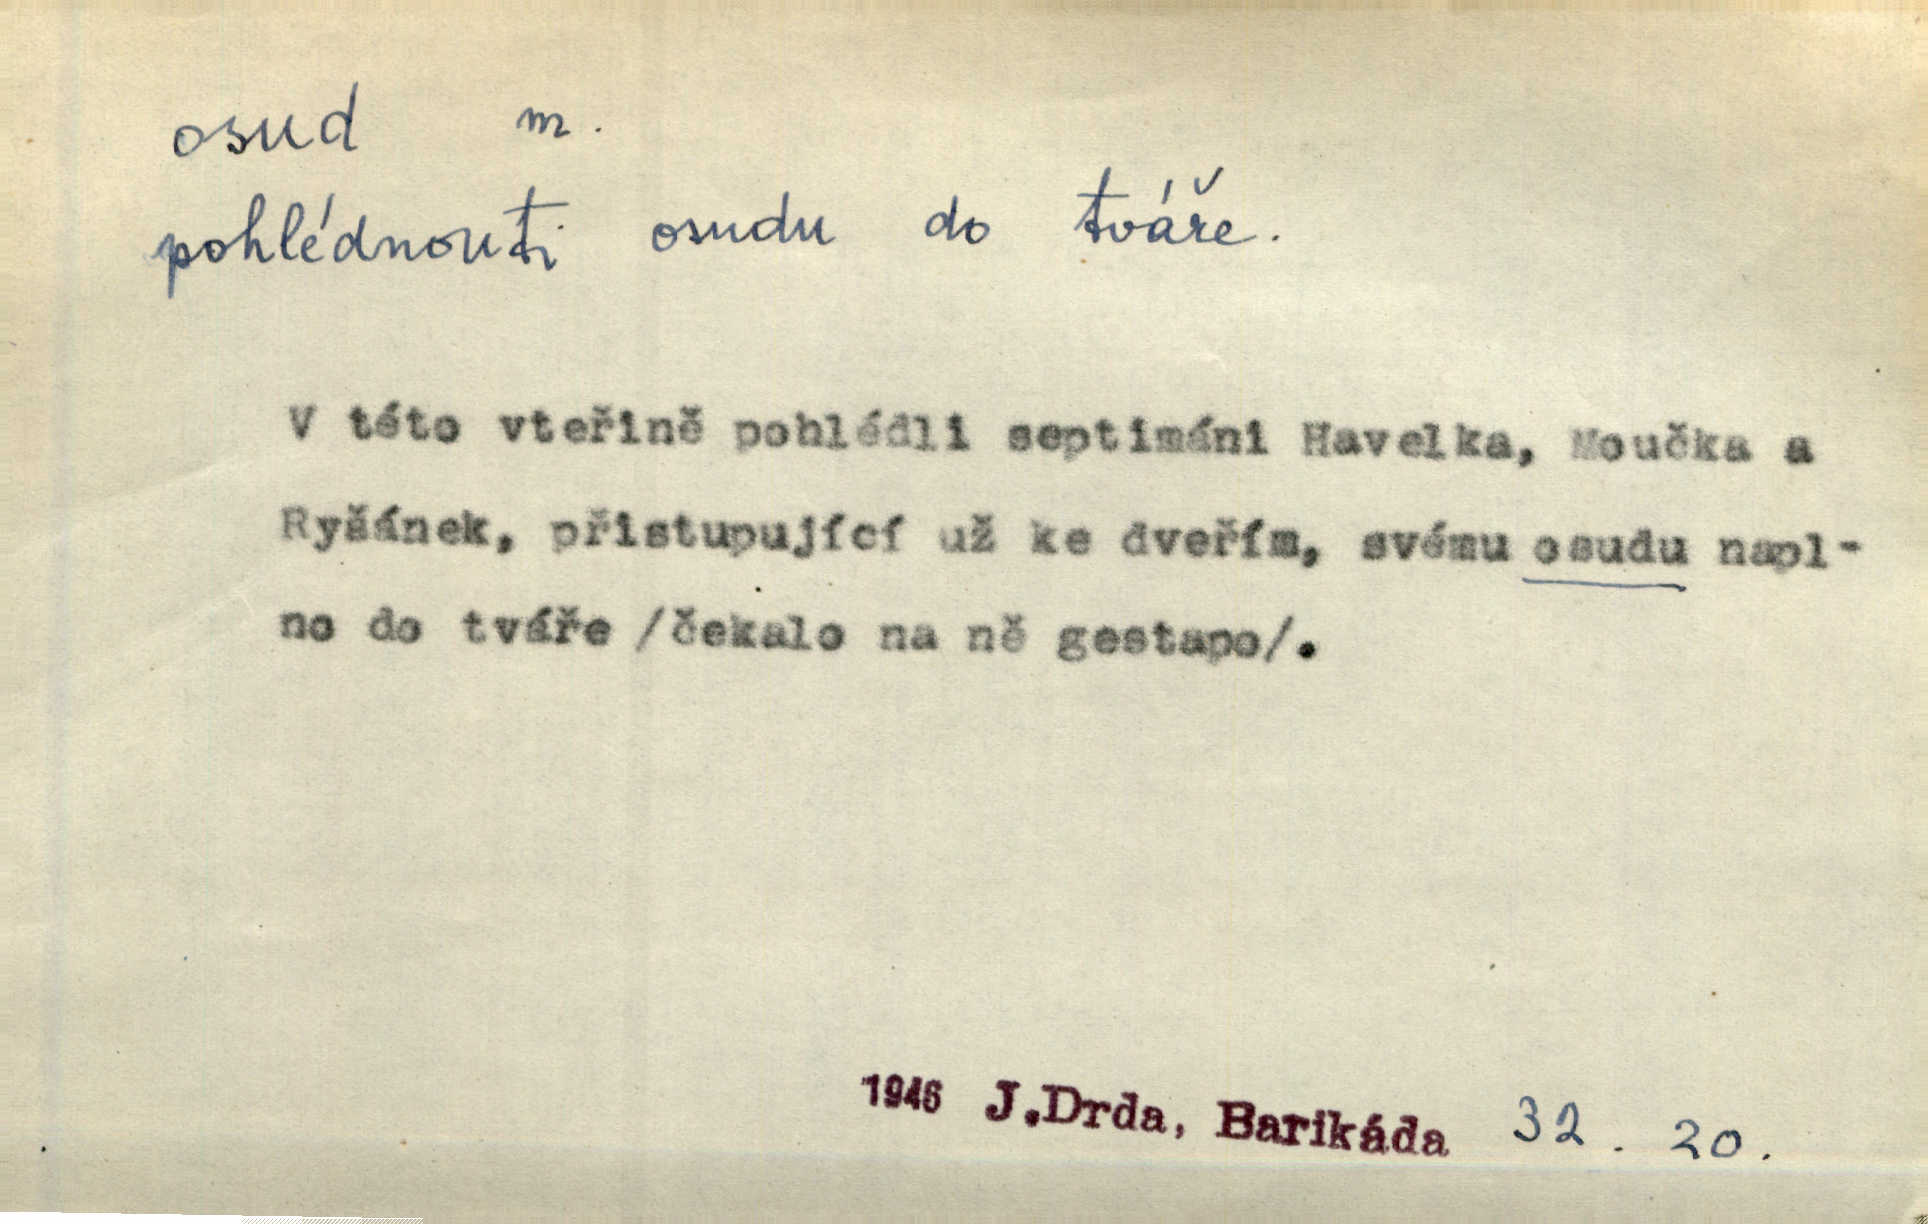 osud m.
pohlédnouti osudu do tváře.
V této vteřině pohlédli septimáni Havelka, Moučka a
Ryšánek, přistupující už ke dveřím, svému osudu napl-
no do tváře /čekalo na ně gestapo/.
1946 J.Drda, Barikáda 32. 20.